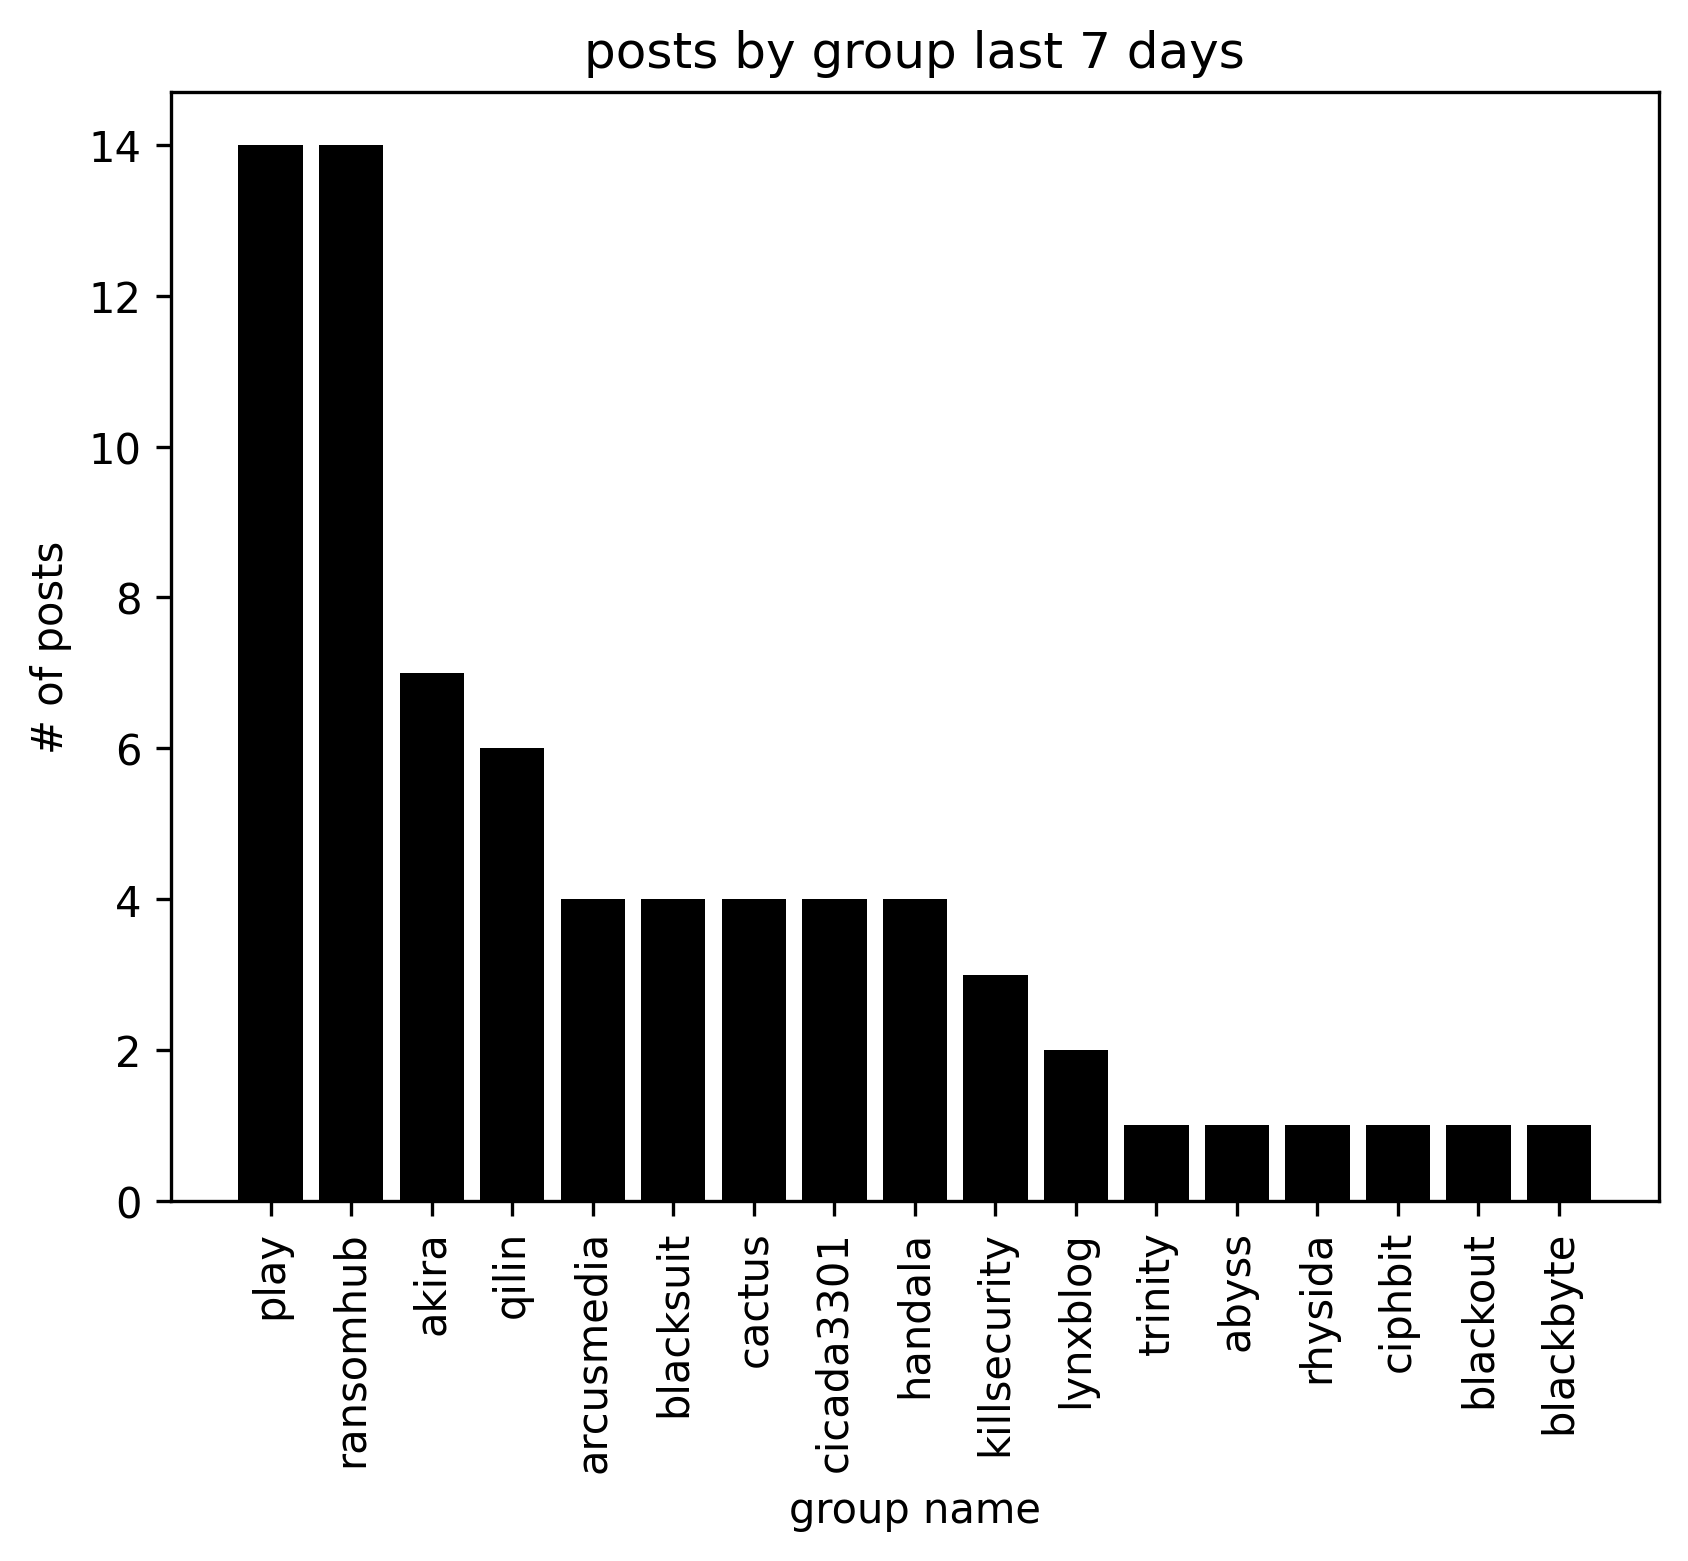 posts by group last 7 days
# of posts
14
12
10
8
6
4
2
0
play
ransomhub
akira
qilin
arcusmedia
blacksuit
cactus
cicada3301
handala
killsecurity
lynxblog
trinity
abyss
rhysida
ciphbit
blackout
blackbyte
group name